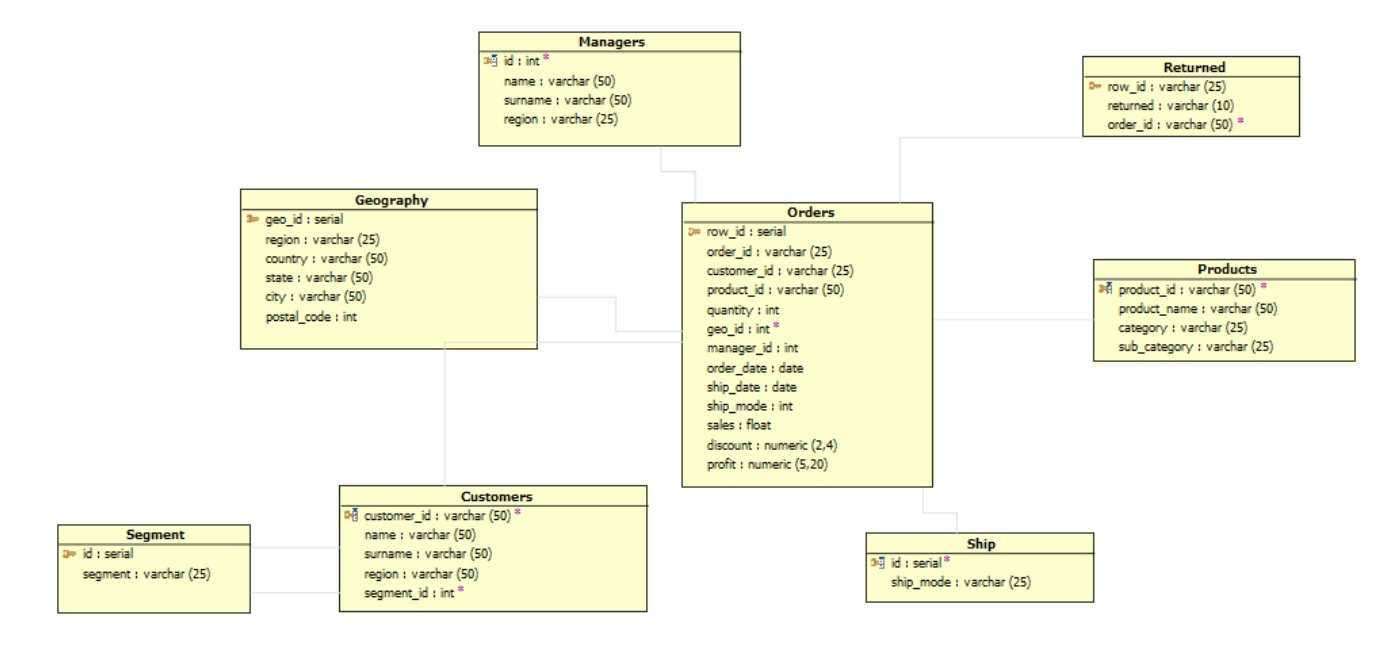 Managers
id : int *
name : varchar (50)
surname : varchar (50)
region : varchar (25)
Returned
row_id : varchar (25)
returned : varchar (10)
order_id : varchar (50) *
Geography
geo_id : serial
region : varchar (25)
country : varchar (50)
state : varchar (50)
city : varchar (50)
postal_code : int
Orders
row_id : serial
order_id : varchar (25)
customer_id : varchar (25)
product_id : varchar (50)
quantity : int
geo_id : int *
manager_id : int
order_date : date
ship_date : date
ship_mode : int
sales : float
discount : numeric (2,4)
profit : numeric (5,20)
Products
product_id : varchar (50) *
product_name : varchar (50)
category : varchar (25)
sub_category : varchar (25)
Customers
customer_id : varchar (50) *
name : varchar (50)
surname : varchar (50)
region : varchar (50)
segment_id : int *
Segment
id : serial
segment : varchar (25)
Ship
id : serial *
ship_mode : varchar (25)